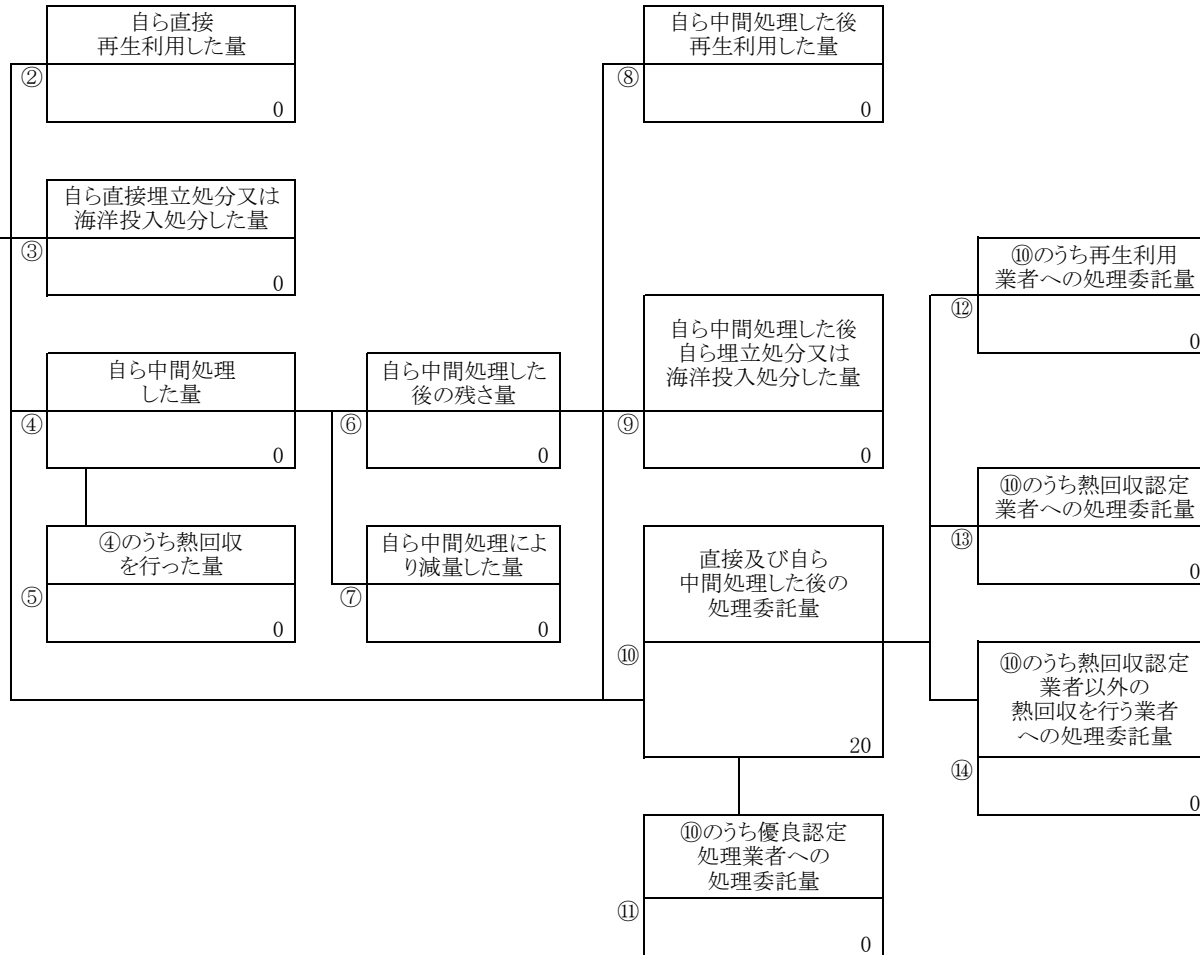 自ら直接
再生利用した量
②
0
自ら直接埋立処分又は
海洋投入処分した量
③
0
自ら中間処理
した量
④
0
④のうち熱回収
を行った量
⑤
0
自ら中間処理した
後の残さ量
⑥
0
自ら中間処理によ
り減量した量
⑦
0
自ら中間処理した後
再生利用した量
⑧
0
自ら中間処理した後
自ら埋立処分又は
海洋投入処分した量
⑨
0
直接及び自ら
中間処理した後の
処理委託量
⑩
20
⑩のうち優良認定
処理業者への
処理委託量
⑪
0
⑩のうち再生利用
業者への処理委託量
⑫
0
⑩のうち熱回収認定
業者への処理委託量
⑬
0
⑩のうち熱回収認定
業者以外の
熱回収を行う業者
への処理委託量
⑭
0